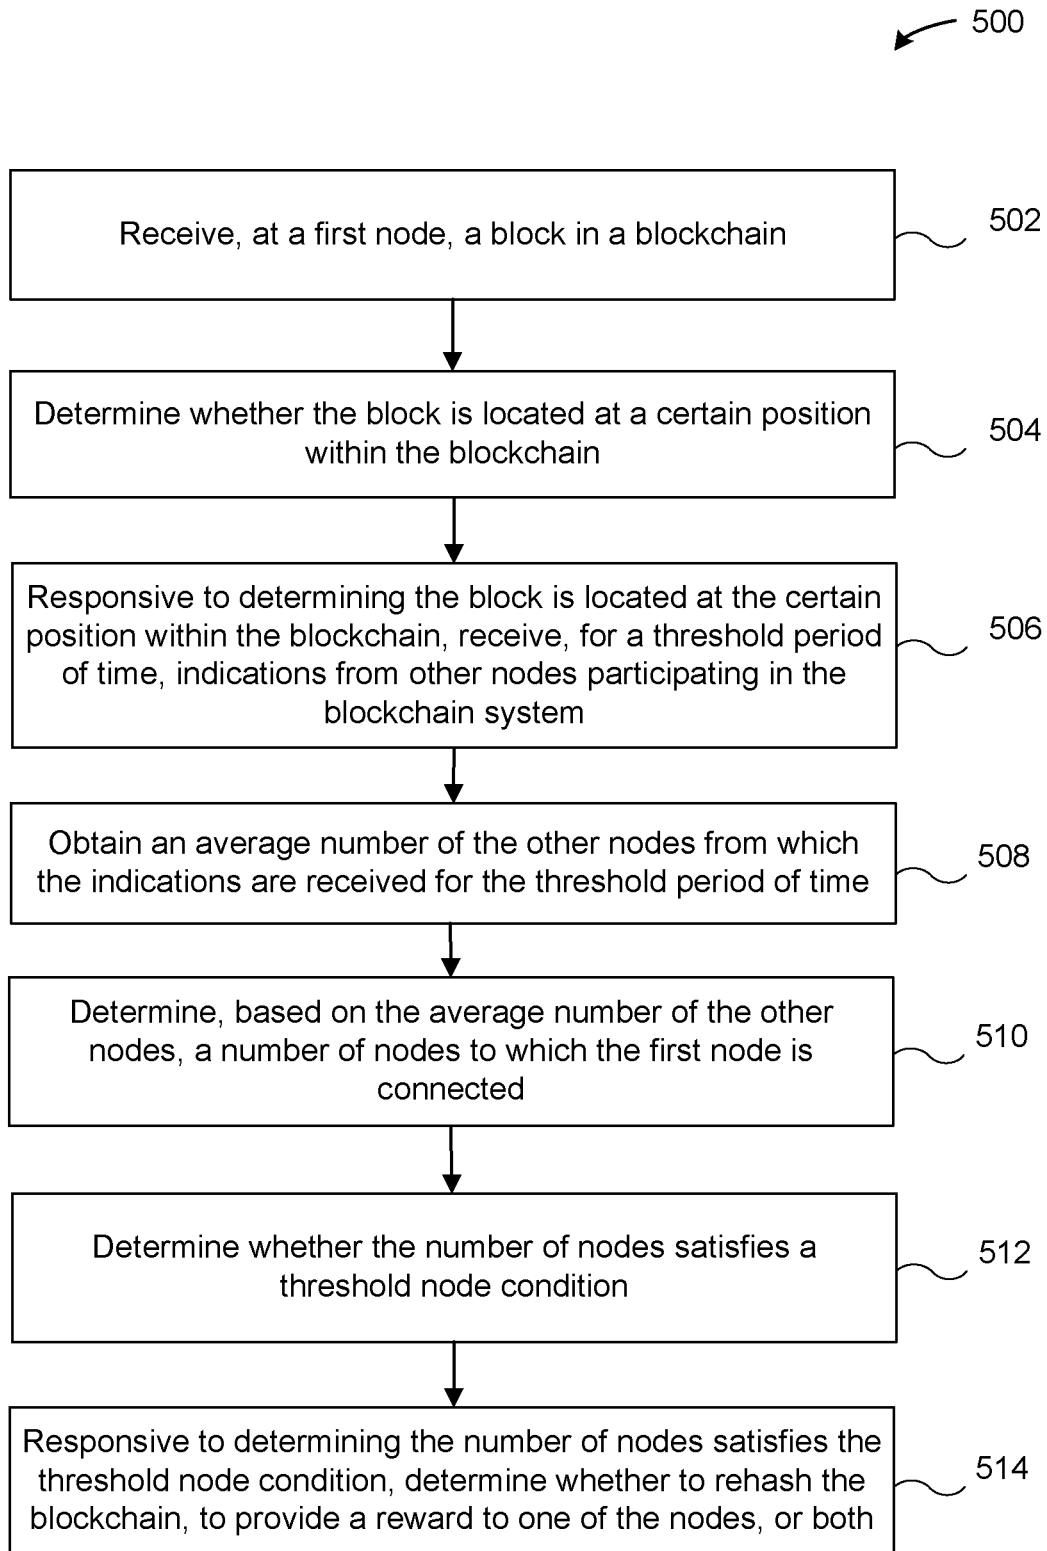 500
Receive, at a first node, a block in a blockchain
502
Determine whether the block is located at a certain position
within the blockchain
504
Responsive to determining the block is located at the certain
position within the blockchain, receive, for a threshold period
of time, indications from other nodes participating in the
blockchain system
506
Obtain an average number of the other nodes from which
the indications are received for the threshold period of time
508
Determine, based on the average number of the other
nodes, a number of nodes to which the first node is
connected
510
Determine whether the number of nodes satisfies a
threshold node condition
512
Responsive to determining the number of nodes satisfies the
threshold node condition, determine whether to rehash the
blockchain, to provide a reward to one of the nodes, or both
514